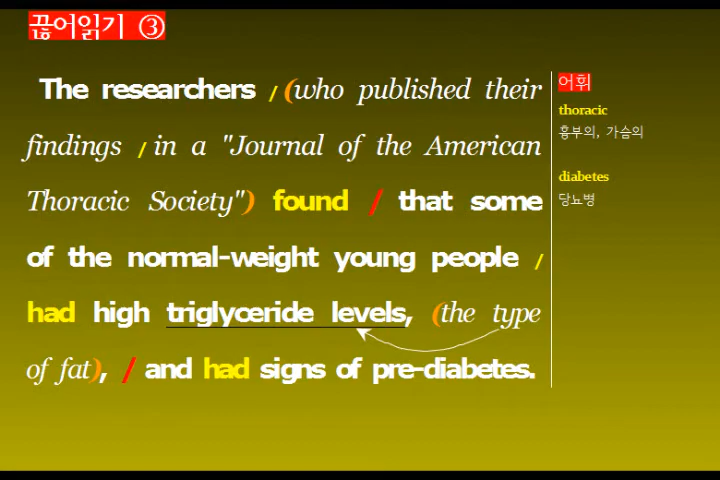 끊어읽기 ③
The researchers / (who published their
findings / in a "Journal of the American
Thoracic Society") found / that some
of the normal-weight young people /
had high triglyceride levels, (the type
of fat), / and had signs of pre-diabetes.
어휘
thoracic
흉부의, 가슴의
diabetes
당뇨병